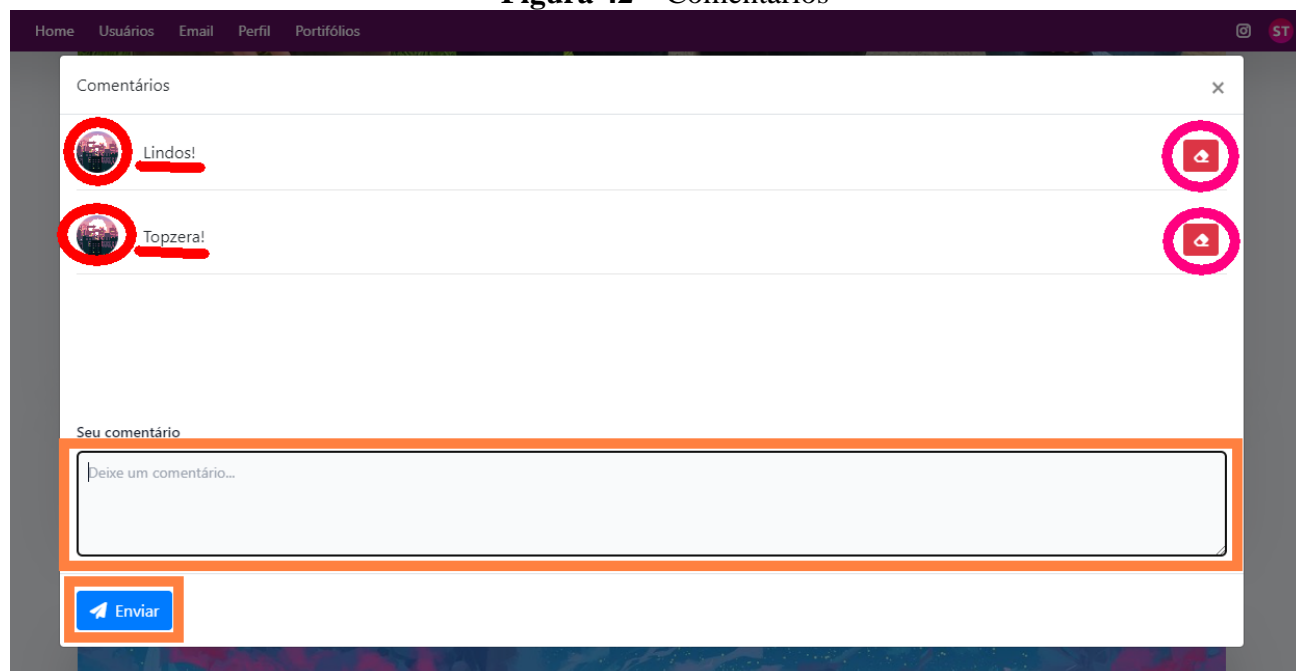 Figura 42 – Comentários
Home Usuários Email Perfil Portifólios ST
Comentários
Lindos!
Topzera!
Seu comentário
Deixe um comentário...
Enviar